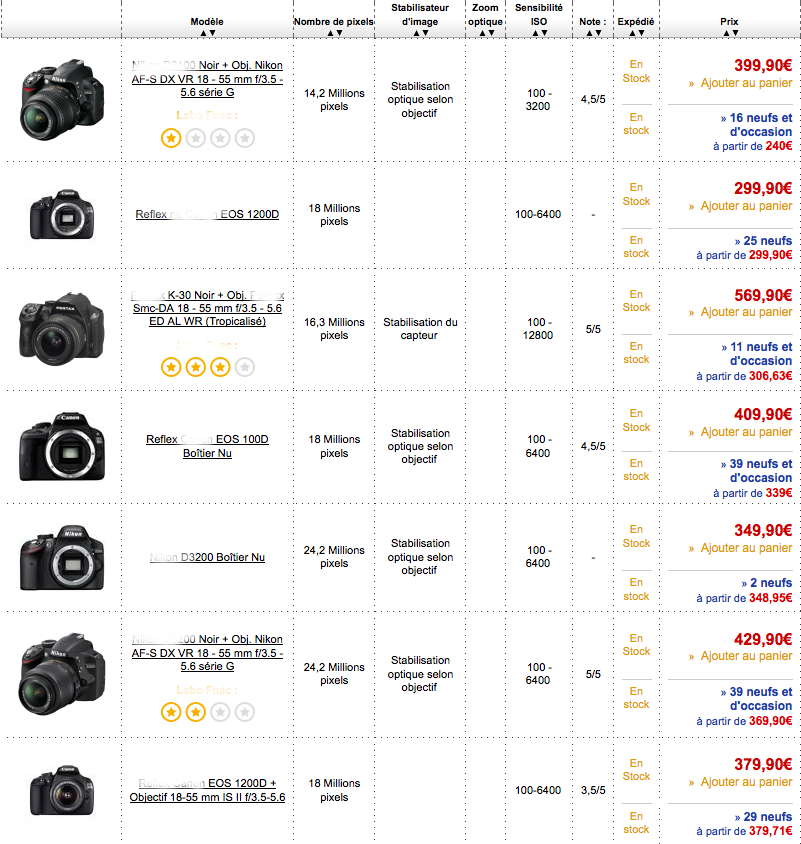 Modèle
Nombre de pixels
Stabilisateur
d'image
Zoom
optique
Sensibilité
ISO
Note :
Expédié
Prix
Noir + Obj. Nikon
AF-S DX VR 18 - 55 mm f/3.5 -
5.6 série G
Labo Fnac :
14,2 Millions
pixels
Stabilisation
optique selon
objectif
100 -
3200
4,5/5
En
Stock
En
stock
399,90€
» Ajouter au panier
» 16 neufs et
d'occasion
à partir de 240€
Canon
Reflex EOS 1200D
18 Millions
pixels
100-6400
-
En
Stock
En
stock
299,90€
» Ajouter au panier
» 25 neufs
à partir de 299,90€
PENTAX
K-30 Noir + Obj.
Smc-DA 18 - 55 mm f/3.5 - 5.6
ED AL WR (Tropicalisé)
Labo Fnac :
16,3 Millions
pixels
Stabilisation du
capteur
100 -
12800
5/5
En
Stock
En
stock
569,90€
» Ajouter au panier
» 11 neufs et
d'occasion
à partir de 306,63€
Canon
Reflex EOS 100D
Boîtier Nu
18 Millions
pixels
Stabilisation
optique selon
objectif
100 -
6400
4,5/5
En
Stock
En
stock
409,90€
» Ajouter au panier
» 39 neufs et
d'occasion
à partir de 339€
Nikon
Nikon D3200 Boîtier Nu
24,2 Millions
pixels
Stabilisation
optique selon
objectif
100 -
6400
-
En
Stock
En
stock
349,90€
» Ajouter au panier
» 2 neufs
à partir de 348,95€
Nikon
Noir + Obj. Nikon
AF-S DX VR 18 - 55 mm f/3.5 -
5.6 série G
Labo Fnac :
24,2 Millions
pixels
Stabilisation
optique selon
objectif
100 -
6400
5/5
En
Stock
En
stock
429,90€
» Ajouter au panier
» 39 neufs et
d'occasion
à partir de 369,90€
Canon
Reflex Canon EOS 1200D +
Objectif 18-55 mm IS II f/3.5-5.6
18 Millions
pixels
100-6400
3,5/5
En
Stock
En
stock
379,90€
» Ajouter au panier
» 29 neufs
à partir de 379,71€